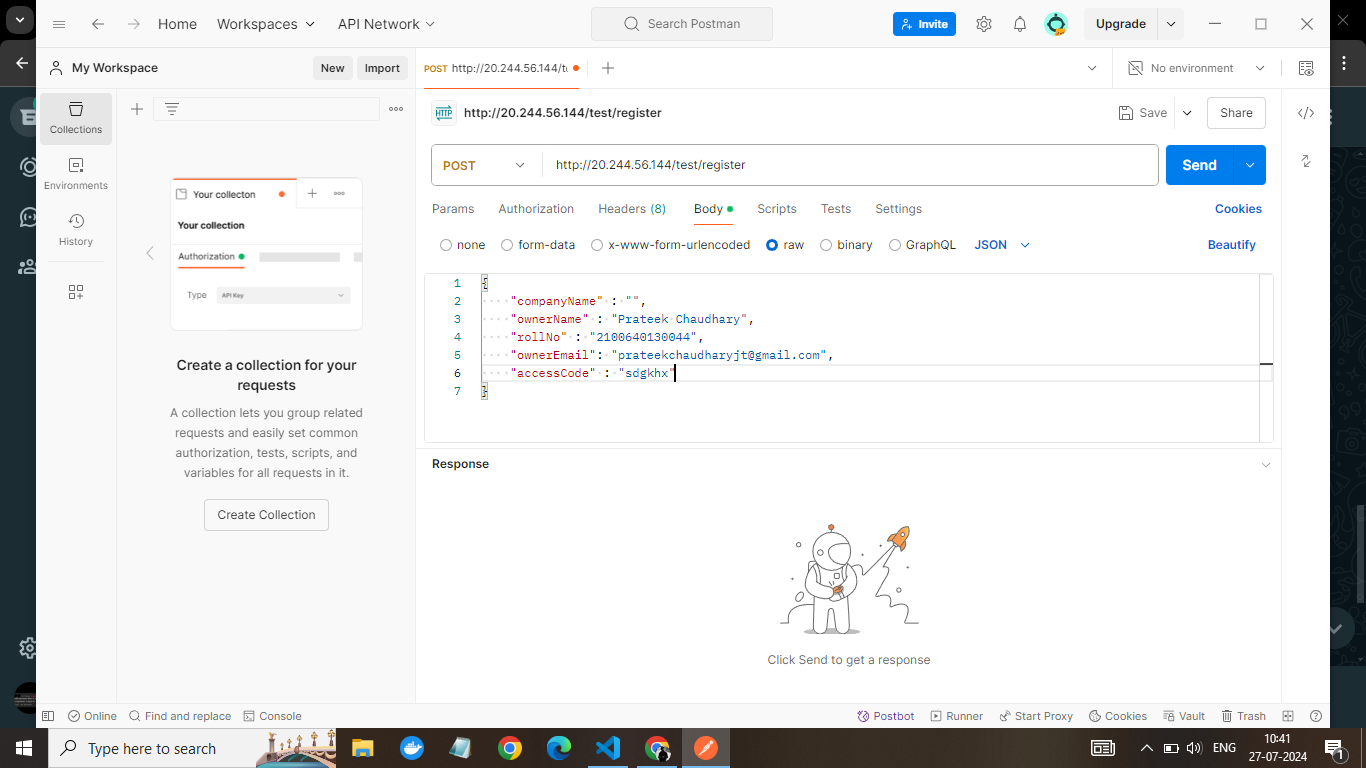 Home
Workspaces
API Network
Search Postman
Invite
Upgrade
My Workspace
New
Import
POST http://20.244.56.144/t
No environment
Collections
Environments
History
Your collecton
Your collection
Authorization
Type
API Key
Create a collection for your
requests
A collection lets you group related
requests and easily set common
authorization, tests, scripts, and
variables for all requests in it.
Create Collection
HTTP
http://20.244.56.144/test/register
Save
Share
POST
http://20.244.56.144/test/register
Send
Params
Authorization
Headers (8)
Body
Scripts
Tests
Settings
Cookies
none
form-data
x-www-form-urlencoded
raw
binary
GraphQL
JSON
Beautify
1 {
2 "companyName" : "",
3 "ownerName" : "Prateek Chaudhary",
4 "rollNo" : "2100640130044",
5 "ownerEmail": "prateekchaudharyjt@gmail.com",
6 "accessCode" : "sdgkhx"
7 }
Response
Click Send to get a response
Online
Find and replace
Console
Postbot
Runner
Start Proxy
Cookies
Vault
Trash
Type here to search
ENG
10:41
27-07-2024
1